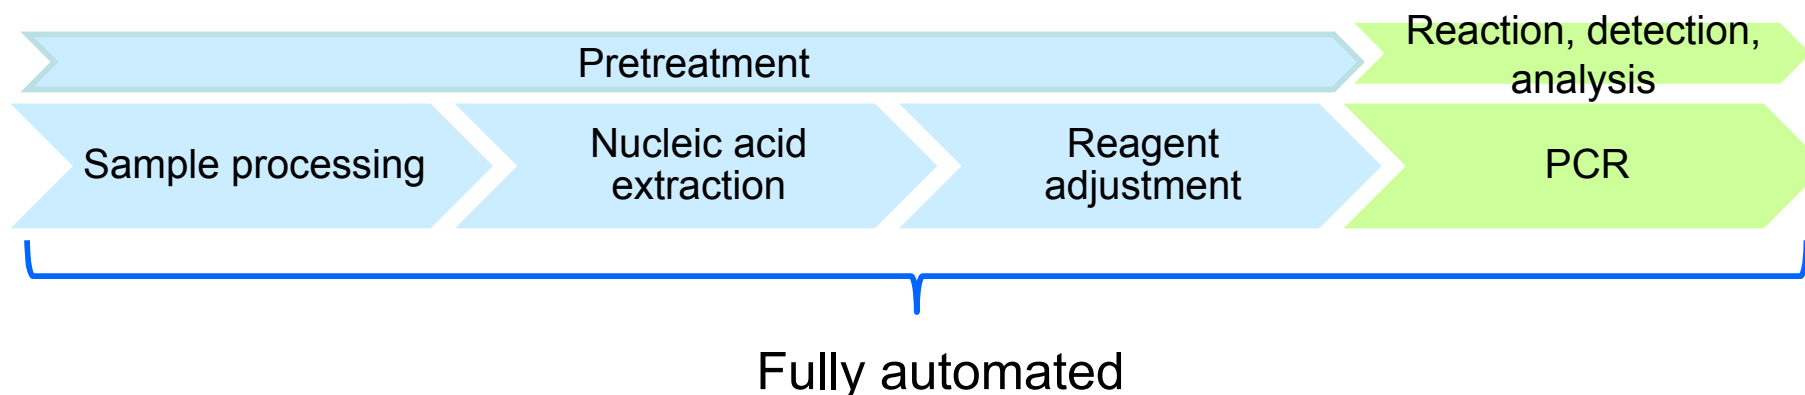 Pretreatment
Reaction, detection,
analysis
Sample processing
Nucleic acid
extraction
Reagent
adjustment
PCR
Fully automated